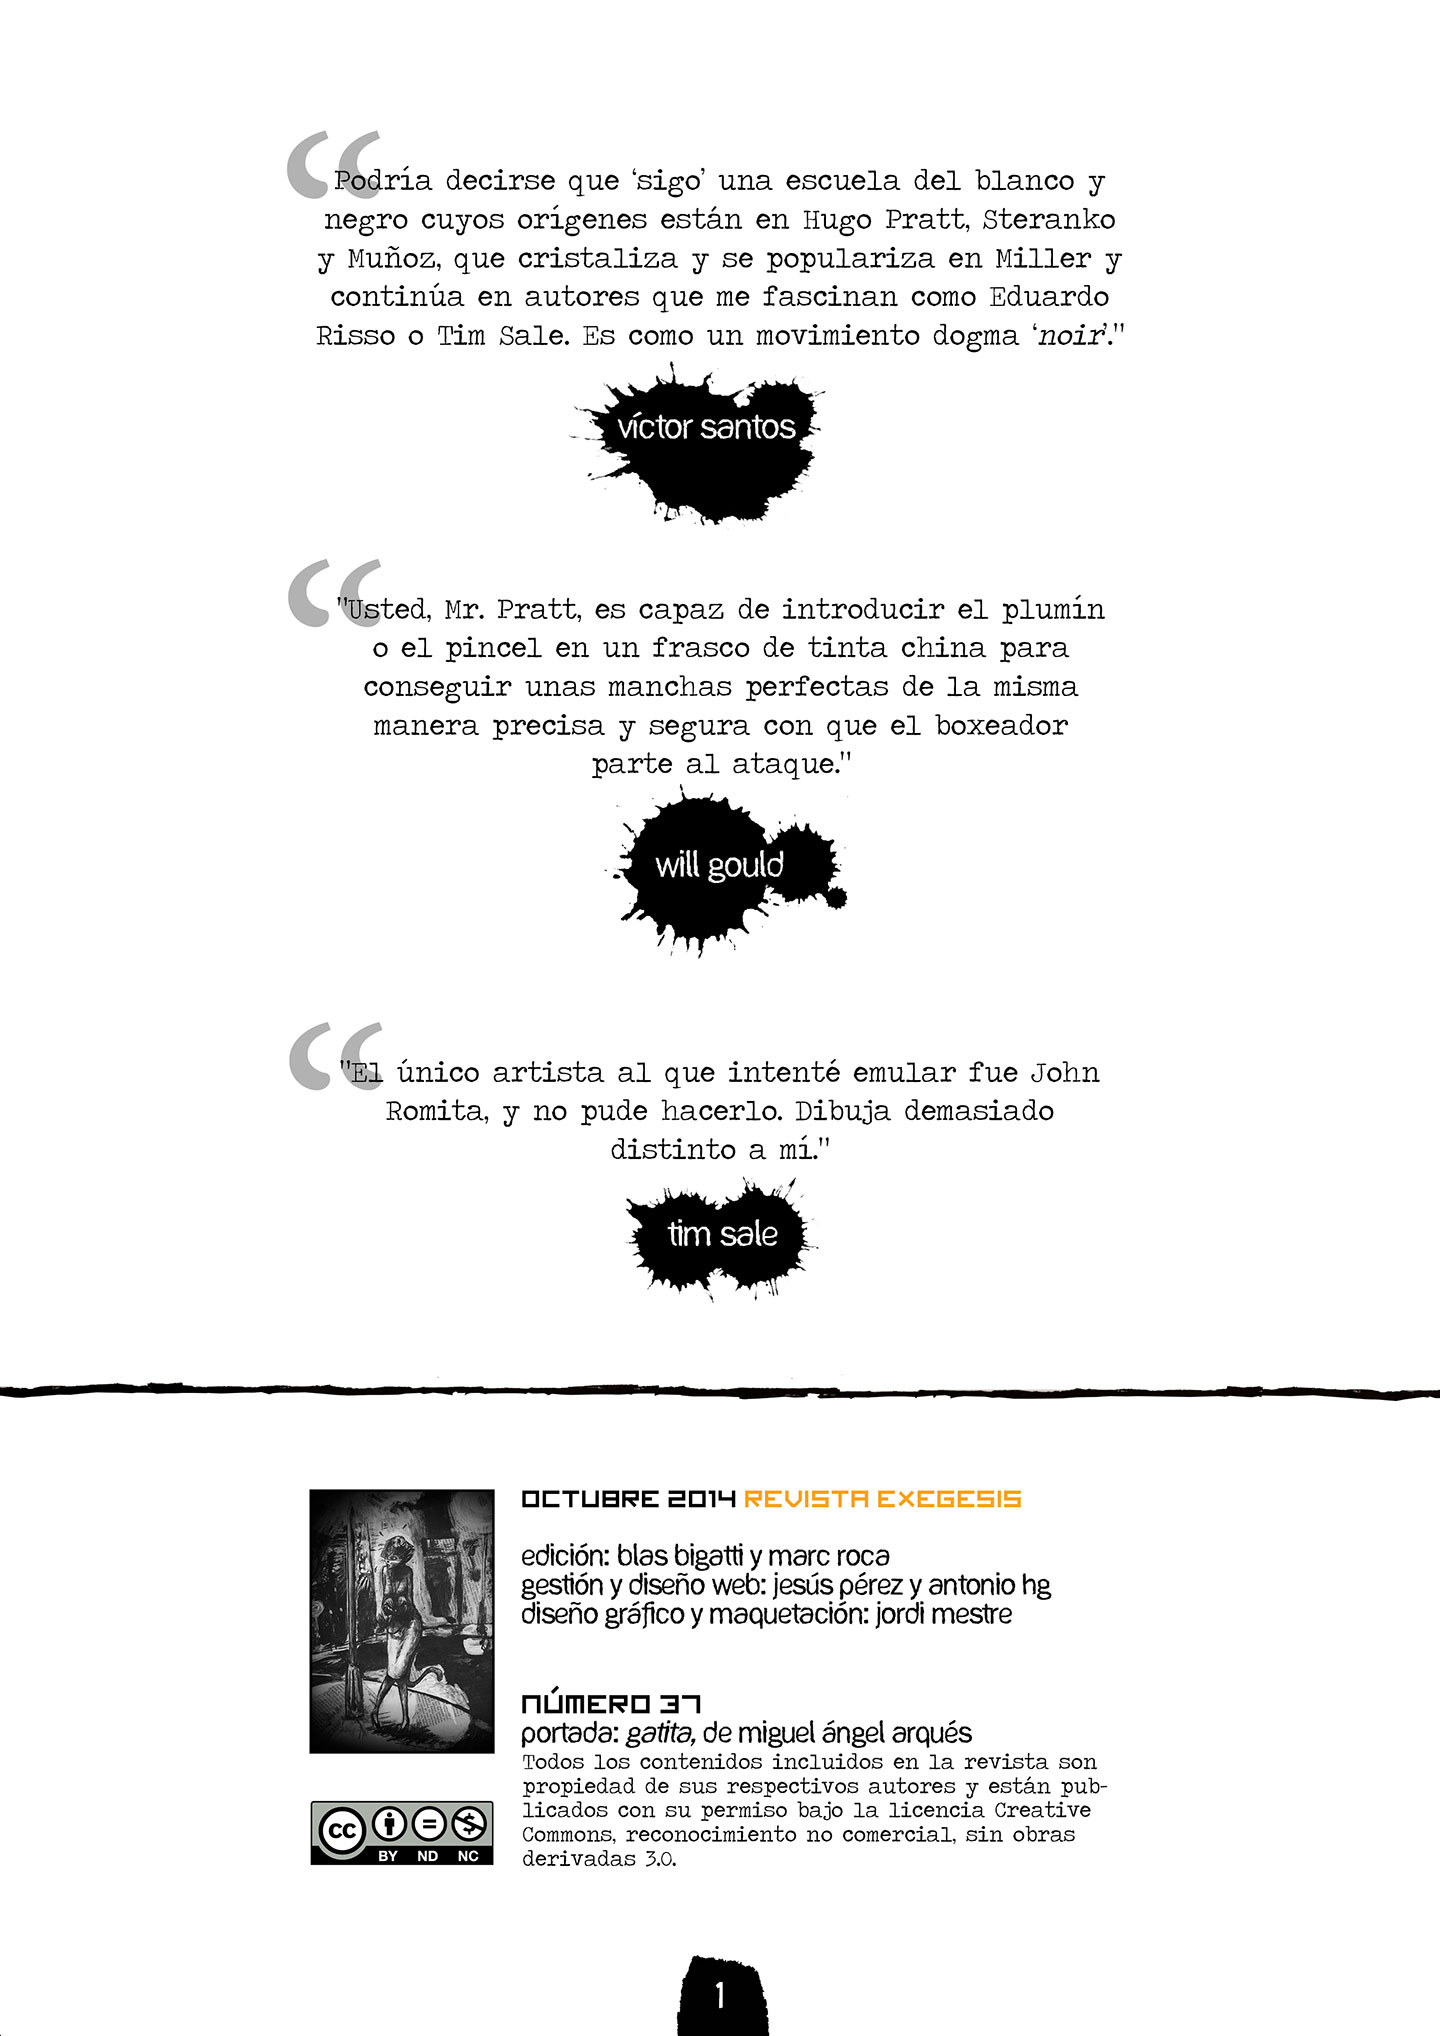 “
Podría decirse que ‘sigo’ una escuela del blanco y
negro cuyos orígenes están en Hugo Pratt, Steranko
y Muñoz, que cristaliza y se populariza en Miller y
continúa en autores que me fascinan como Eduardo
Risso o Tim Sale. Es como un movimiento dogma ‘noir’."
víctor santos
“
"Usted, Mr. Pratt, es capaz de introducir el plumín
o el pincel en un frasco de tinta china para
conseguir unas manchas perfectas de la misma
manera precisa y segura con que el boxeador
parte al ataque."
will gould
“
"El único artista al que intenté emular fue John
Romita, y no pude hacerlo. Dibuja demasiado
distinto a mí."
tim sale
OCTUBRE 2014 REVISTA EXEGESIS
edición: blas bigatti y marc roca
gestión y diseño web: jesús pérez y antonio hg
diseño gráfico y maquetación: jordi mestre
NÚMERO 37
portada: gatita, de miguel ángel arqués
Todos los contenidos incluidos en la revista son
propiedad de sus respectivos autores y están pub-
licados con su permiso bajo la licencia Creative
Commons, reconocimiento no comercial, sin obras
derivadas 3.0.
cc
BY ND NC
1